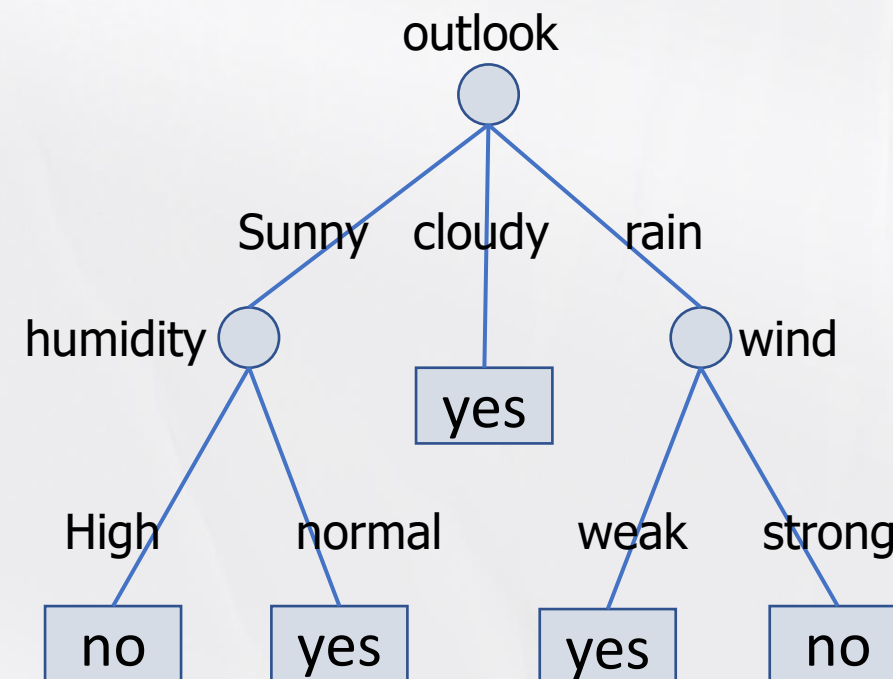 outlook
Sunny cloudy rain
humidity wind
yes
High normal weak strong
no yes yes no